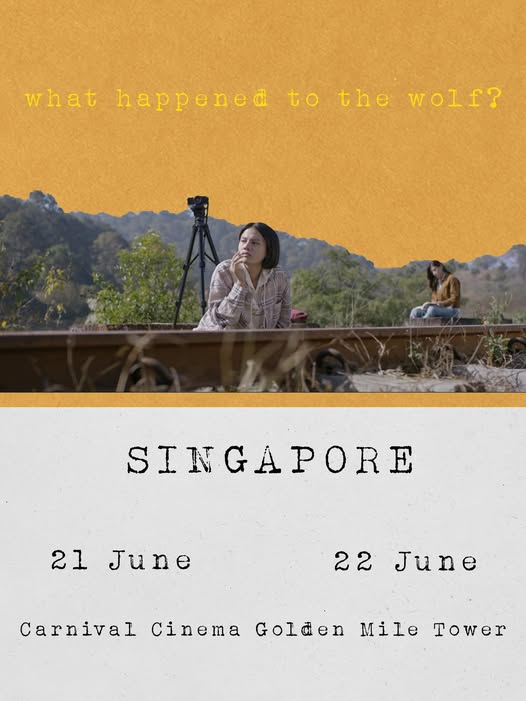 what happened to the wolf?
SINGAPORE
21 June 22 June
Carnival Cinema Golden Mile Tower